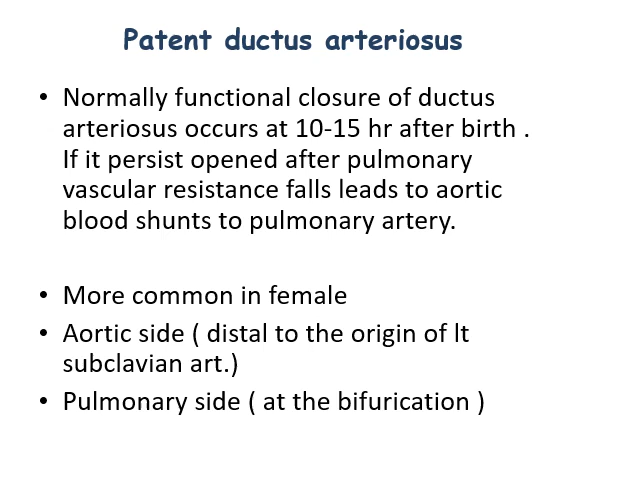 Patent ductus arteriosus
• Normally functional closure of ductus
arteriosus occurs at 10-15 hr after birth .
If it persist opened after pulmonary
vascular resistance falls leads to aortic
blood shunts to pulmonary artery.
• More common in female
• Aortic side ( distal to the origin of lt
subclavian art.)
• Pulmonary side ( at the bifurication )